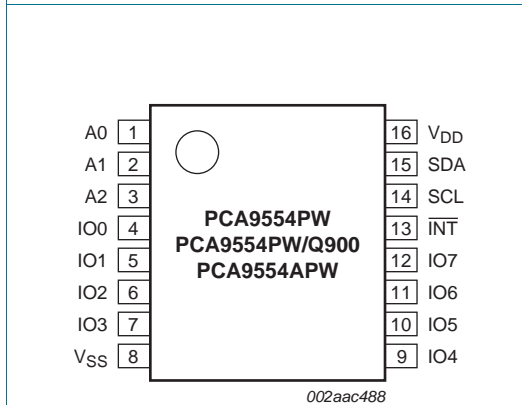 A0 1
A1 2
A2 3
IO0 4
IO1 5
IO2 6
IO3 7
VSS 8
PCA9554PW
PCA9554PW/Q900
PCA9554APW
16 VDD
15 SDA
14 SCL
13 INT
12 IO7
11 IO6
10 IO5
9 IO4
002aac488